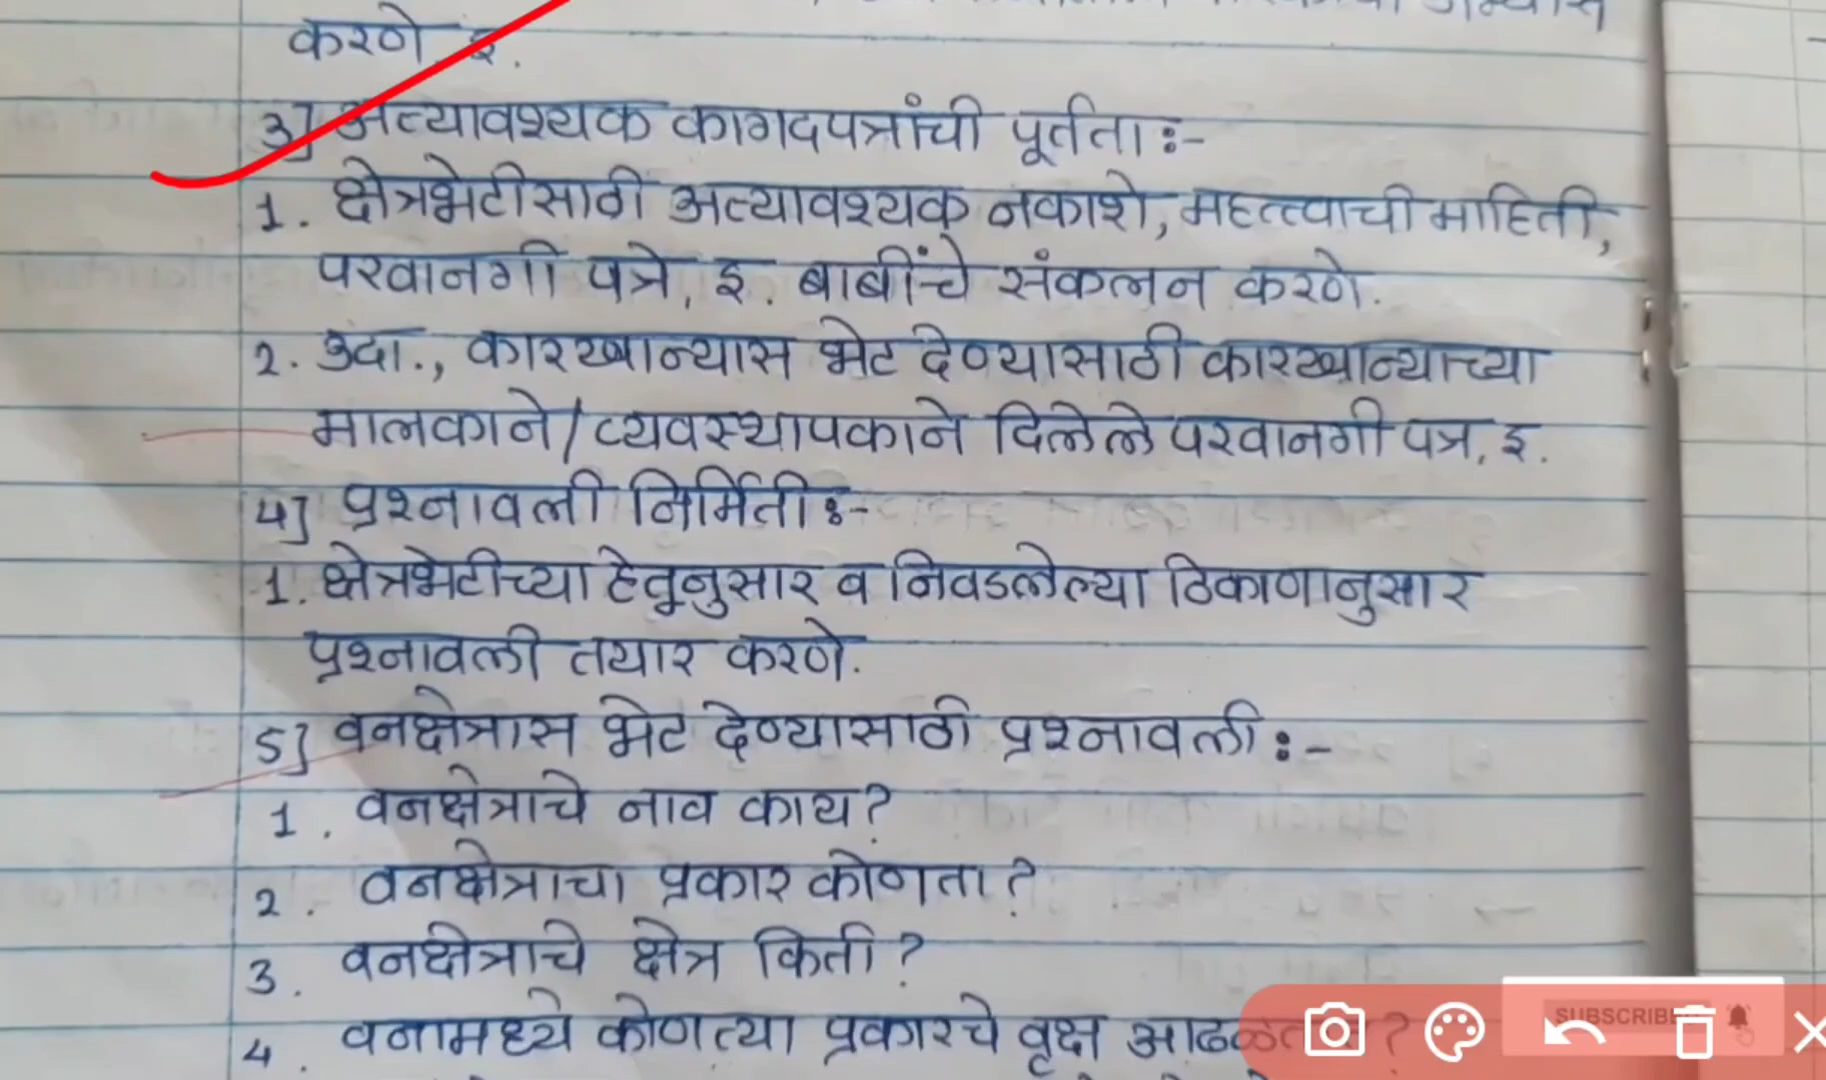 करणे. इ.
3] अत्यावश्यक कागदपत्रांची पूर्तता :-
1. क्षेत्रभेटीसाठी अत्यावश्यक नकाशे, महत्त्वाची माहिती,
परवानगी पत्रे, इ. बाबींचे संकलन करणे.
2. उदा., कारखान्यास भेट देण्यासाठी कारखान्याच्या
मालकाने/व्यवस्थापकाने दिलेले परवानगी पत्र, इ.
4] प्रश्नावली निर्मिती :-
1. क्षेत्रभेटीच्या हेतूनुसार व निवडलेल्या ठिकाणानुसार
प्रश्नावली तयार करणे.
5] वनक्षेत्रास भेट देण्यासाठी प्रश्नावली :-
1. वनक्षेत्राचे नाव काय?
2. वनक्षेत्राचा प्रकार कोणता?
3. वनक्षेत्राचे क्षेत्र किती?
4. वनामध्ये कोणत्या प्रकारचे वृक्ष ?